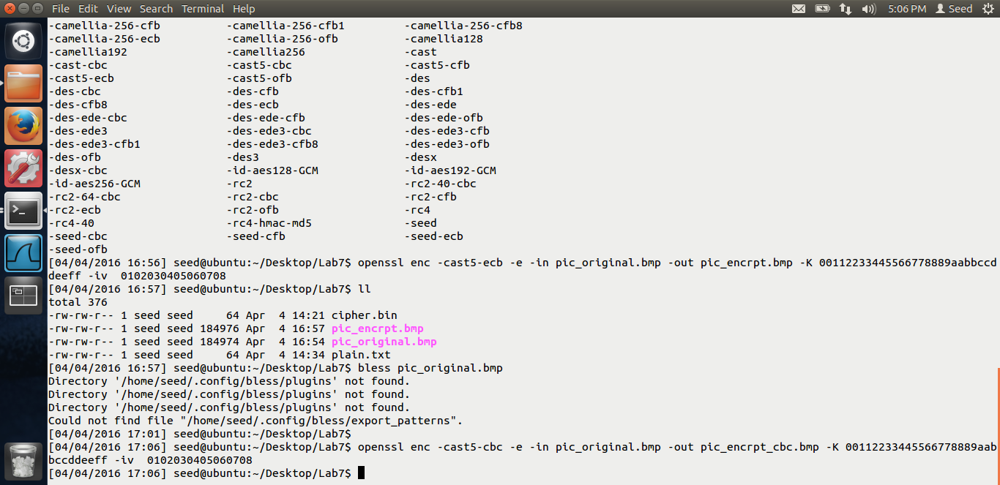 File Edit View Search Terminal Help 5:06 PM Seed
-camellia-256-cfb -camellia-256-cfb1 -camellia-256-cfb8
-camellia-256-ecb -camellia-256-ofb -camellia128
-camellia192 -camellia256 -cast
-cast-cbc -cast5-cbc -cast5-cfb
-cast5-ecb -cast5-ofb -des
-des-cbc -des-cfb -des-cfb1
-des-cfb8 -des-ecb -des-ede
-des-ede-cbc -des-ede-cfb -des-ede-ofb
-des-ede3 -des-ede3-cbc -des-ede3-cfb
-des-ede3-cfb1 -des-ede3-cfb8 -des-ede3-ofb
-des-ofb -des3 -desx
-desx-cbc -id-aes128-GCM -id-aes192-GCM
-id-aes256-GCM -rc2 -rc2-40-cbc
-rc2-64-cbc -rc2-cbc -rc2-cfb
-rc2-ecb -rc2-ofb -rc4
-rc4-40 -rc4-hmac-md5 -seed
-seed-cbc -seed-cfb -seed-ecb
-seed-ofb
[04/04/2016 16:56] seed@ubuntu:~/Desktop/Lab7$ openssl enc -cast5-ecb -e -in pic_original.bmp -out pic_encrpt.bmp -K 00112233445566778889aabbccd
deeff -iv  0102030405060708
[04/04/2016 16:57] seed@ubuntu:~/Desktop/Lab7$ ll
total 376
-rw-rw-r-- 1 seed seed     64 Apr  4 14:21 cipher.bin
-rw-rw-r-- 1 seed seed 184976 Apr  4 16:57 pic_encrpt.bmp
-rw-rw-r-- 1 seed seed 184974 Apr  4 16:54 pic_original.bmp
-rw-rw-r-- 1 seed seed     64 Apr  4 14:34 plain.txt
[04/04/2016 16:57] seed@ubuntu:~/Desktop/Lab7$ bless pic_original.bmp
Directory '/home/seed/.config/bless/plugins' not found.
Directory '/home/seed/.config/bless/plugins' not found.
Directory '/home/seed/.config/bless/plugins' not found.
Could not find file "/home/seed/.config/bless/export_patterns".
[04/04/2016 17:01] seed@ubuntu:~/Desktop/Lab7$
[04/04/2016 17:06] seed@ubuntu:~/Desktop/Lab7$ openssl enc -cast5-cbc -e -in pic_original.bmp -out pic_encrpt_cbc.bmp -K 00112233445566778889aab
bccddeeff -iv  0102030405060708
[04/04/2016 17:06] seed@ubuntu:~/Desktop/Lab7$